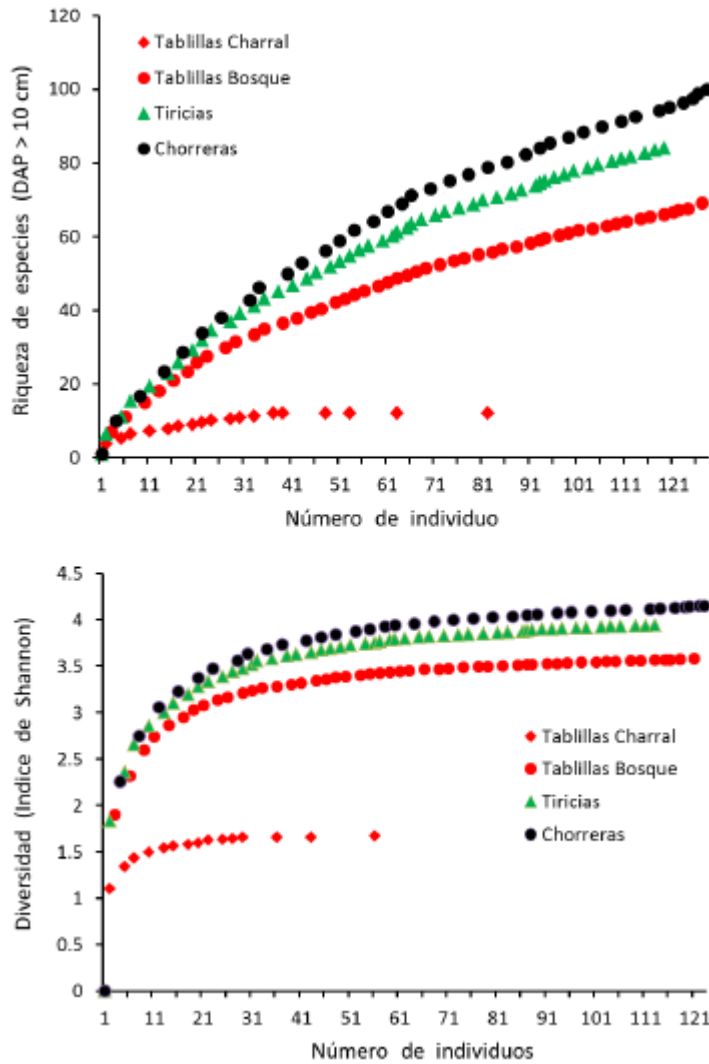 120
100
80
60
40
20
0
Riqueza de especies (DAP > 10 cm)
Tablillas Charral
Tablillas Bosque
Tiricias
Chorreras
1 11 21 31 41 51 61 71 81 91 101 111 121
Número de individuo
4.5
4
3.5
3
2.5
2
1.5
1
0.5
0
Diversidad (Indice de Shannon)
Tablillas Charral
Tablillas Bosque
Tiricias
Chorreras
1 11 21 31 41 51 61 71 81 91 101 111 121
Número de individuos